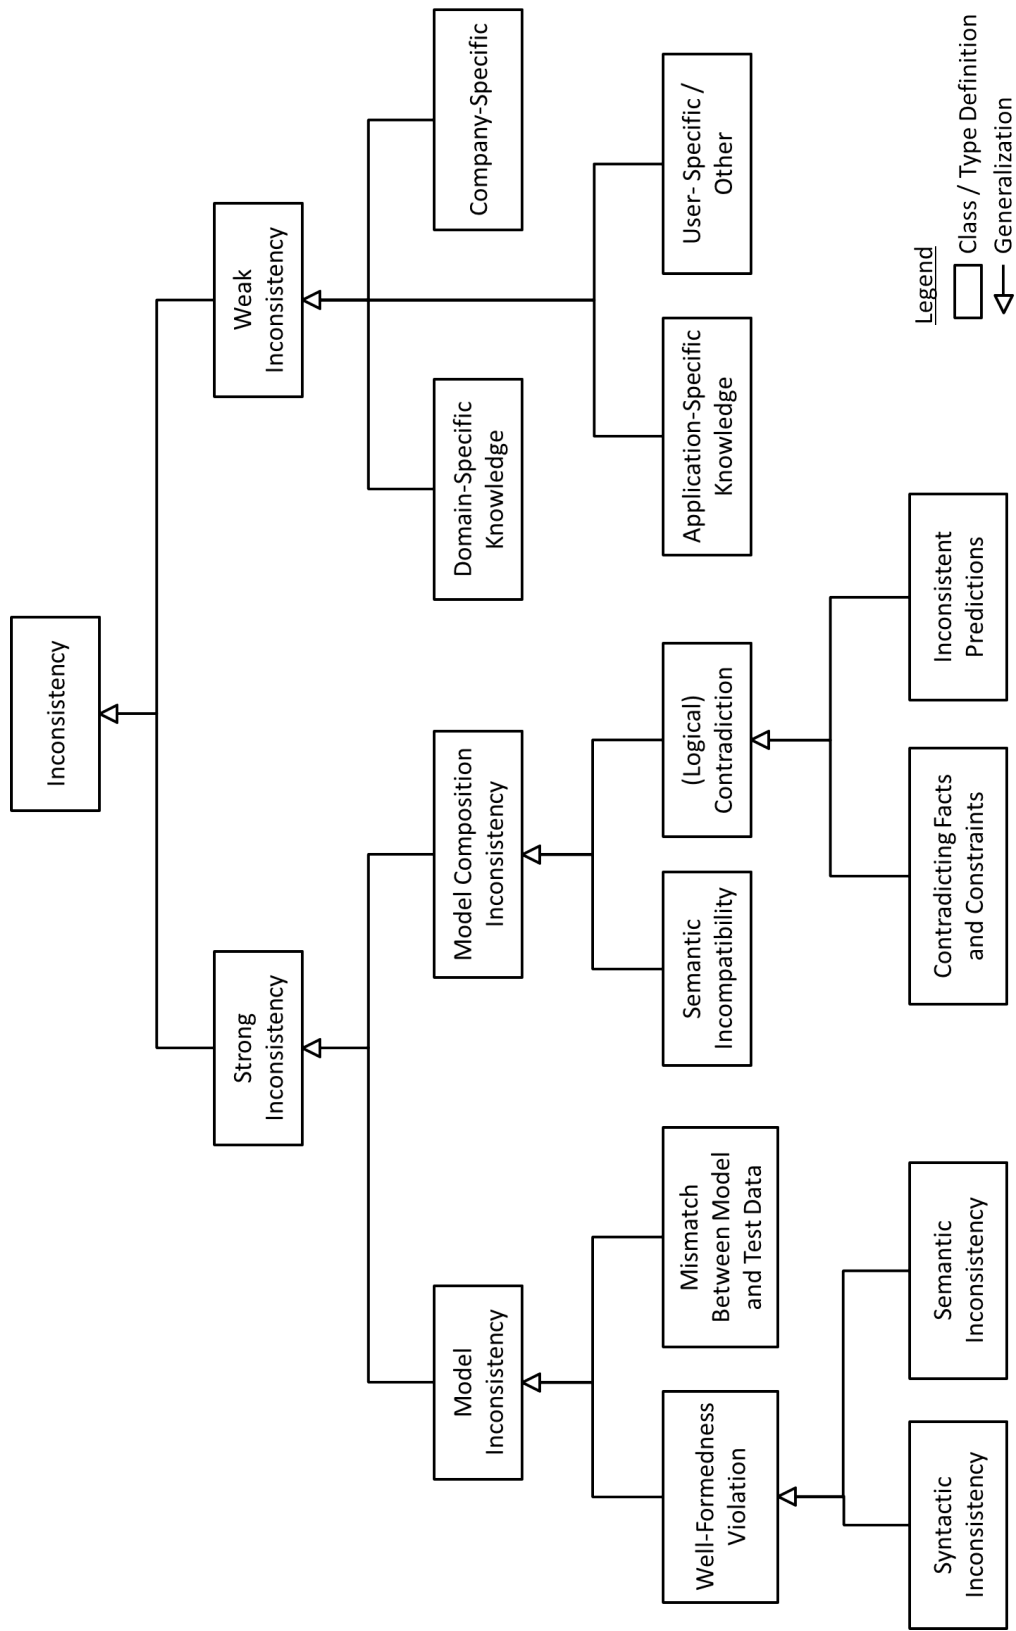 Inconsistency
Strong
Inconsistency
Weak
Inconsistency
Model
Inconsistency
Model Composition
Inconsistency
Domain-Specific
Knowledge
Company-Specific
Well-Formedness
Violation
Mismatch
Between Model
and Test Data
Semantic
Incompatibility
(Logical)
Contradiction
Application-Specific
Knowledge
User- Specific /
Other
Syntactic
Inconsistency
Semantic
Inconsistency
Contradicting Facts
and Constraints
Inconsistent
Predictions
Legend
Class / Type Definition
Generalization